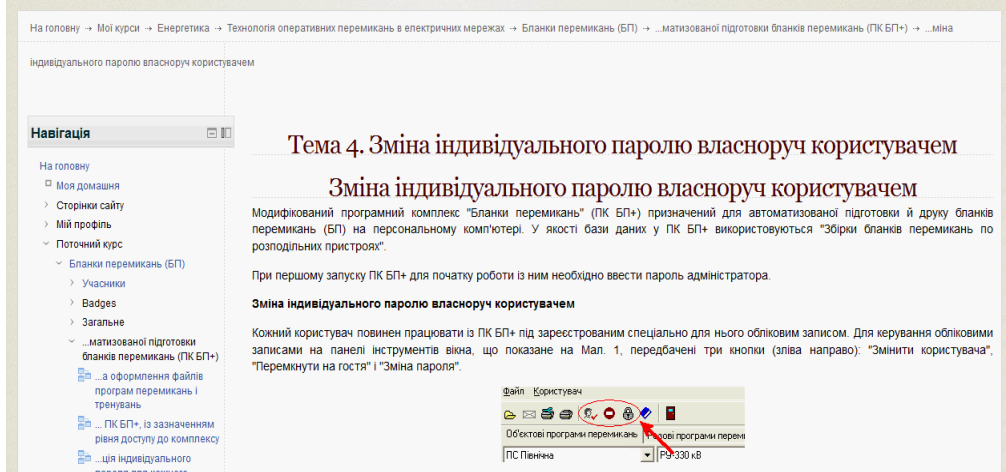 На головну → Мої курси → Енергетика → Технологія оперативних перемикань в електричних мережах → Бланки перемикань (БП) → ...матизованої підготовки бланків перемикань (ПК БП+) → ...міна
індивідуального паролю власноруч користувачем
Навігація
На головну
Моя домашня
Сторінки сайту
Мій профіль
Поточний курс
Бланки перемикань (БП)
Учасники
Badges
Загальне
...матизованої підготовки
бланків перемикань (ПК БП+)
...а оформлення файлів
програм перемикань і
тренувань
... ПК БП+, із зазначенням
рівня доступу до комплексу
...ція індивідуального
пароля для кожного
Тема 4. Зміна індивідуального паролю власноруч користувачем
Зміна індивідуального паролю власноруч користувачем
Модифікований програмний комплекс "Бланки перемикань" (ПК БП+) призначений для автоматизованої підготовки й друку бланків
перемикань (БП) на персональному комп'ютері. У якості бази даних у ПК БП+ використовуються "Збірки бланків перемикань по
розподільних пристроях".
При першому запуску ПК БП+ для початку роботи із ним необхідно ввести пароль адміністратора.
Зміна індивідуального паролю власноруч користувачем
Кожний користувач повинен працювати із ПК БП+ під зареєстрованим спеціально для нього обліковим записом. Для керування обліковими
записами на панелі інструментів вікна, що показане на Мал. 1, передбачені три кнопки (зліва направо): "Змінити користувача",
"Перемкнути на гостя" і "Зміна пароля".
Файл Користувач
Об'єктові програми перемикань Разові програми переми
ПС Північна РУ-330 кВ